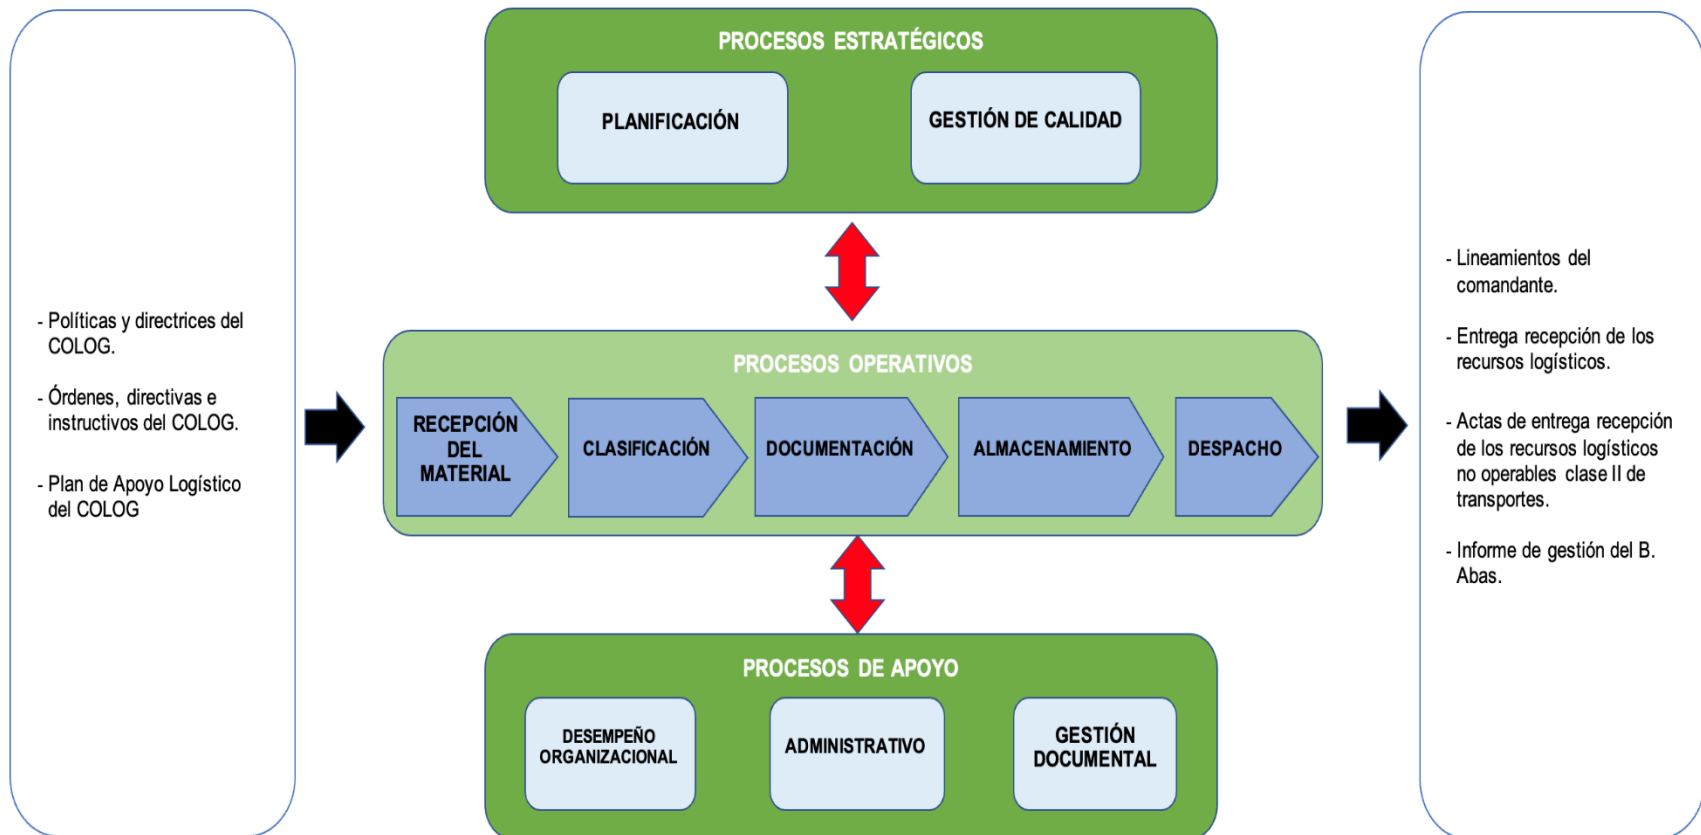 - Políticas y directrices del
COLOG.
- Órdenes, directivas e
instructivos del COLOG.
- Plan de Apoyo Logístico
del COLOG
PROCESOS ESTRATÉGICOS
PLANIFICACIÓN
GESTIÓN DE CALIDAD
PROCESOS OPERATIVOS
RECEPCIÓN
DEL
MATERIAL
CLASIFICACIÓN
DOCUMENTACIÓN
ALMACENAMIENTO
DESPACHO
PROCESOS DE APOYO
DESEMPEÑO
ORGANIZACIONAL
ADMINISTRATIVO
GESTIÓN
DOCUMENTAL
- Lineamientos del
comandante.
- Entrega recepción de los
recursos logísticos.
- Actas de entrega recepción
de los recursos logísticos
no operables clase II de
transportes.
- Informe de gestión del B.
Abas.